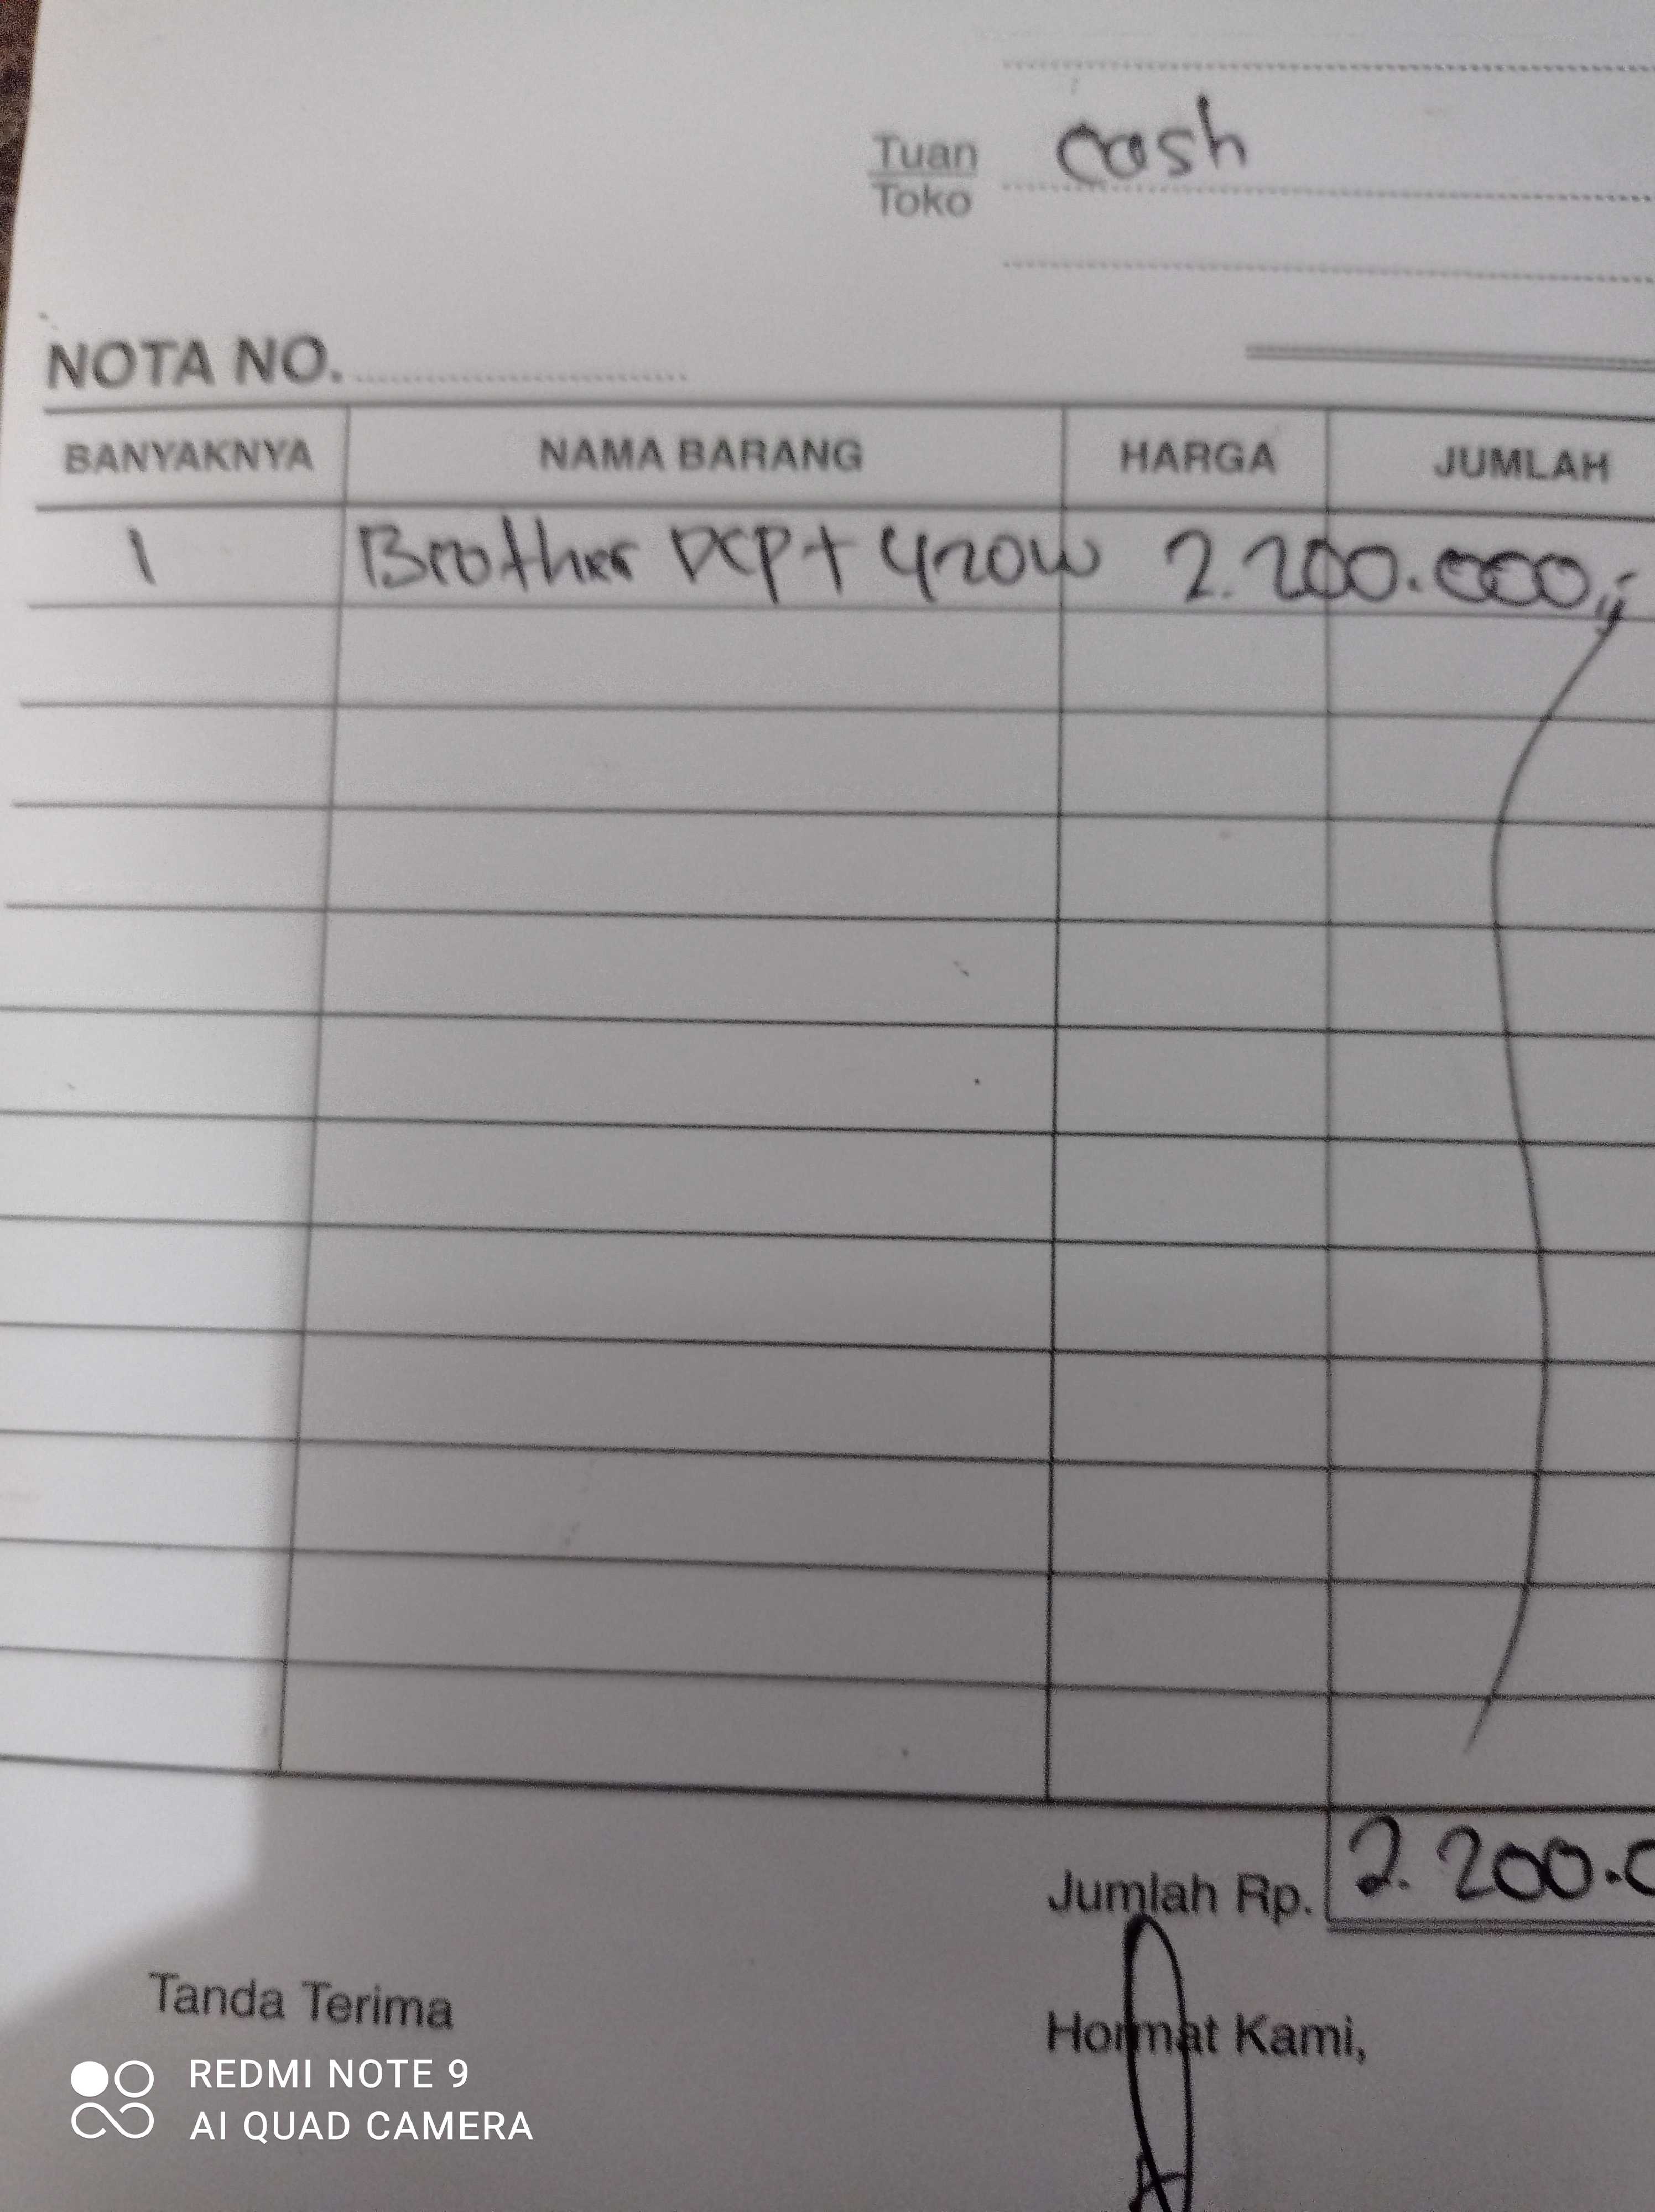 Tuan
Toko
cash
NOTA NO.
BANYAKNYA NAMA BARANG HARGA JUMLAH
1 Brother DCP T 420W 2.200.000,-
Jumlah Rp. 2.200.0
Tanda Terima
Hormat Kami,
REDMI NOTE 9
AI QUAD CAMERA